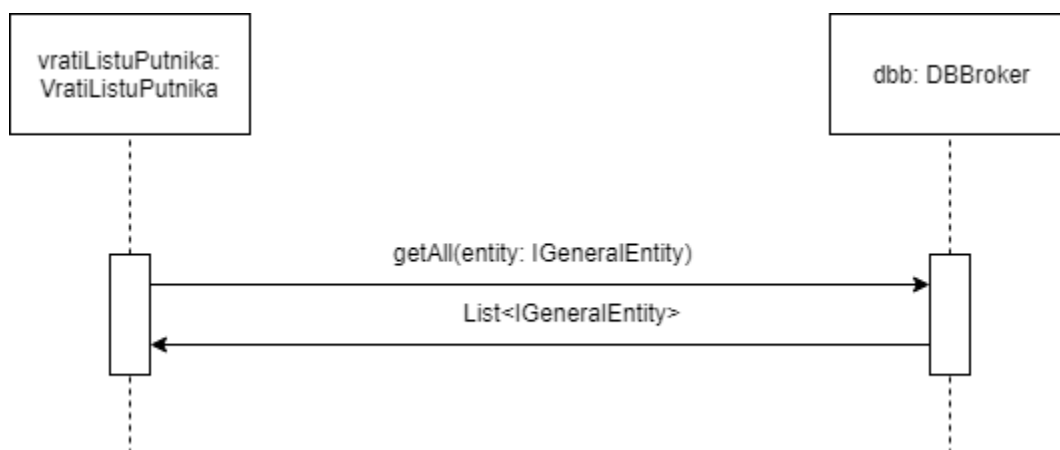 vratiListuPutnika:
VratiListuPutnika
dbb: DBBroker
getAll(entity: IGeneralEntity)
List<IGeneralEntity>